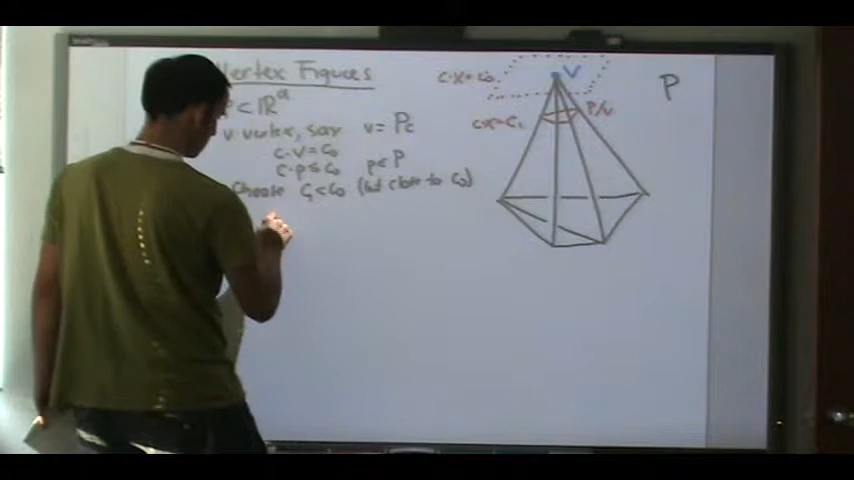 Vertex Figures
P ⊂ ℝᵈ
v vertex, say v = P_c
c·v = c₀
c·p ≤ c₀ p ∈ P
Choose c₁ < c₀ (but close to c₀)
c·x = c₀
v
P
c·x = c₁
P/v